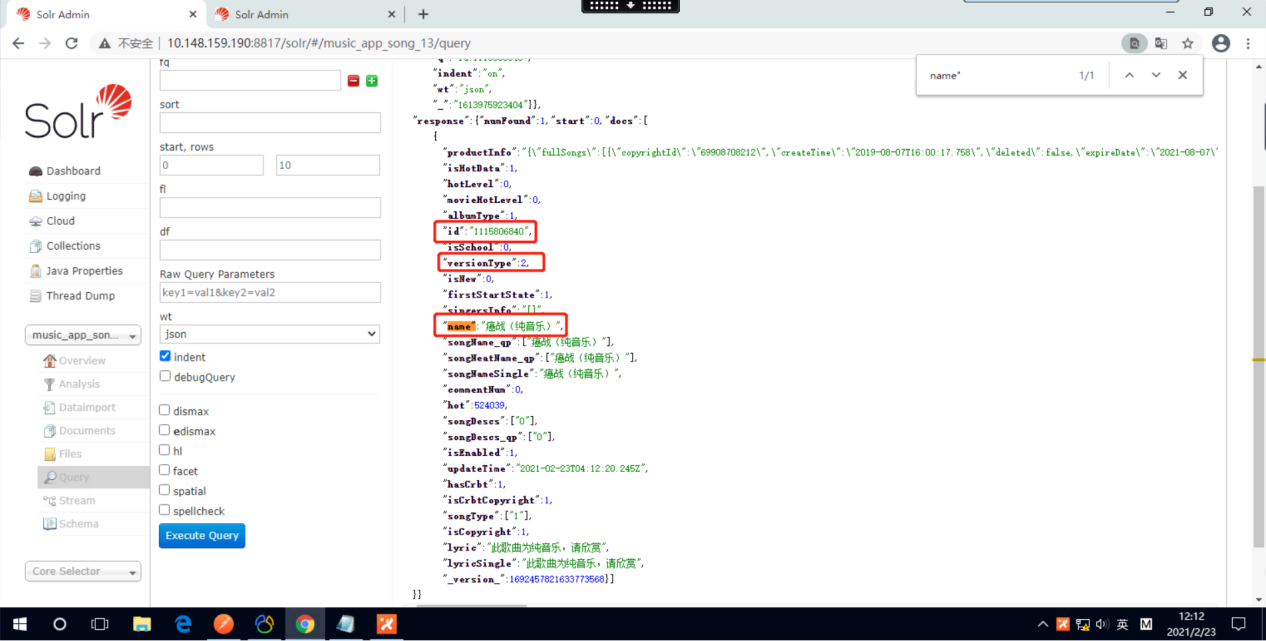 Solr Admin
Solr Admin
不安全 10.148.159.190:8817/solr/#/music_app_song_13/query
name" 1/1
Solr
Dashboard
Logging
Cloud
Collections
Java Properties
Thread Dump
music_app_son...
Overview
Analysis
Dataimport
Documents
Files
Query
Stream
Schema
Core Selector
fq
sort
start, rows
0 10
fl
df
Raw Query Parameters
key1=val1&key2=val2
wt
json
indent
debugQuery
dismax
edismax
hl
facet
spatial
spellcheck
Execute Query
"indent":"on",
"wt":"json",
"_":"1613975923404"}},
"response":{"numFound":1,"start":0,"docs":[
{
"productInfo":"{\"fullSongs\":[{\"copyrightId\":\"69908708212\",\"createTime\":\"2019-08-07T16:00:17.758\",\"deleted\":false,\"expireDate\":\"2021-08-07\"
"isHotData":1,
"hotLevel":0,
"movieHotLevel":0,
"albumType":1,
"id":"1115806840",
"isSchool":0,
"versionType":2,
"isNew":0,
"firstStartState":1,
"singersInfo":"[]",
"name":"癔战（纯音乐）",
"songName_qp":["癔战（纯音乐）"],
"songNeatName_qp":["癔战（纯音乐）"],
"songNameSingle":"癔战（纯音乐）",
"commentNum":0,
"hot":524039,
"songDescs":["0"],
"songDescs_qp":["0"],
"isEnabled":1,
"updateTime":"2021-02-23T04:12:20.245Z",
"hasCrbt":1,
"isCrbtCopyright":1,
"songType":["1"],
"isCopyright":1,
"lyric":"此歌曲为纯音乐，请欣赏",
"lyricSingle":"此歌曲为纯音乐，请欣赏",
"_version_":1692457821633773568}]
}}
英 M
12:12
2021/2/23